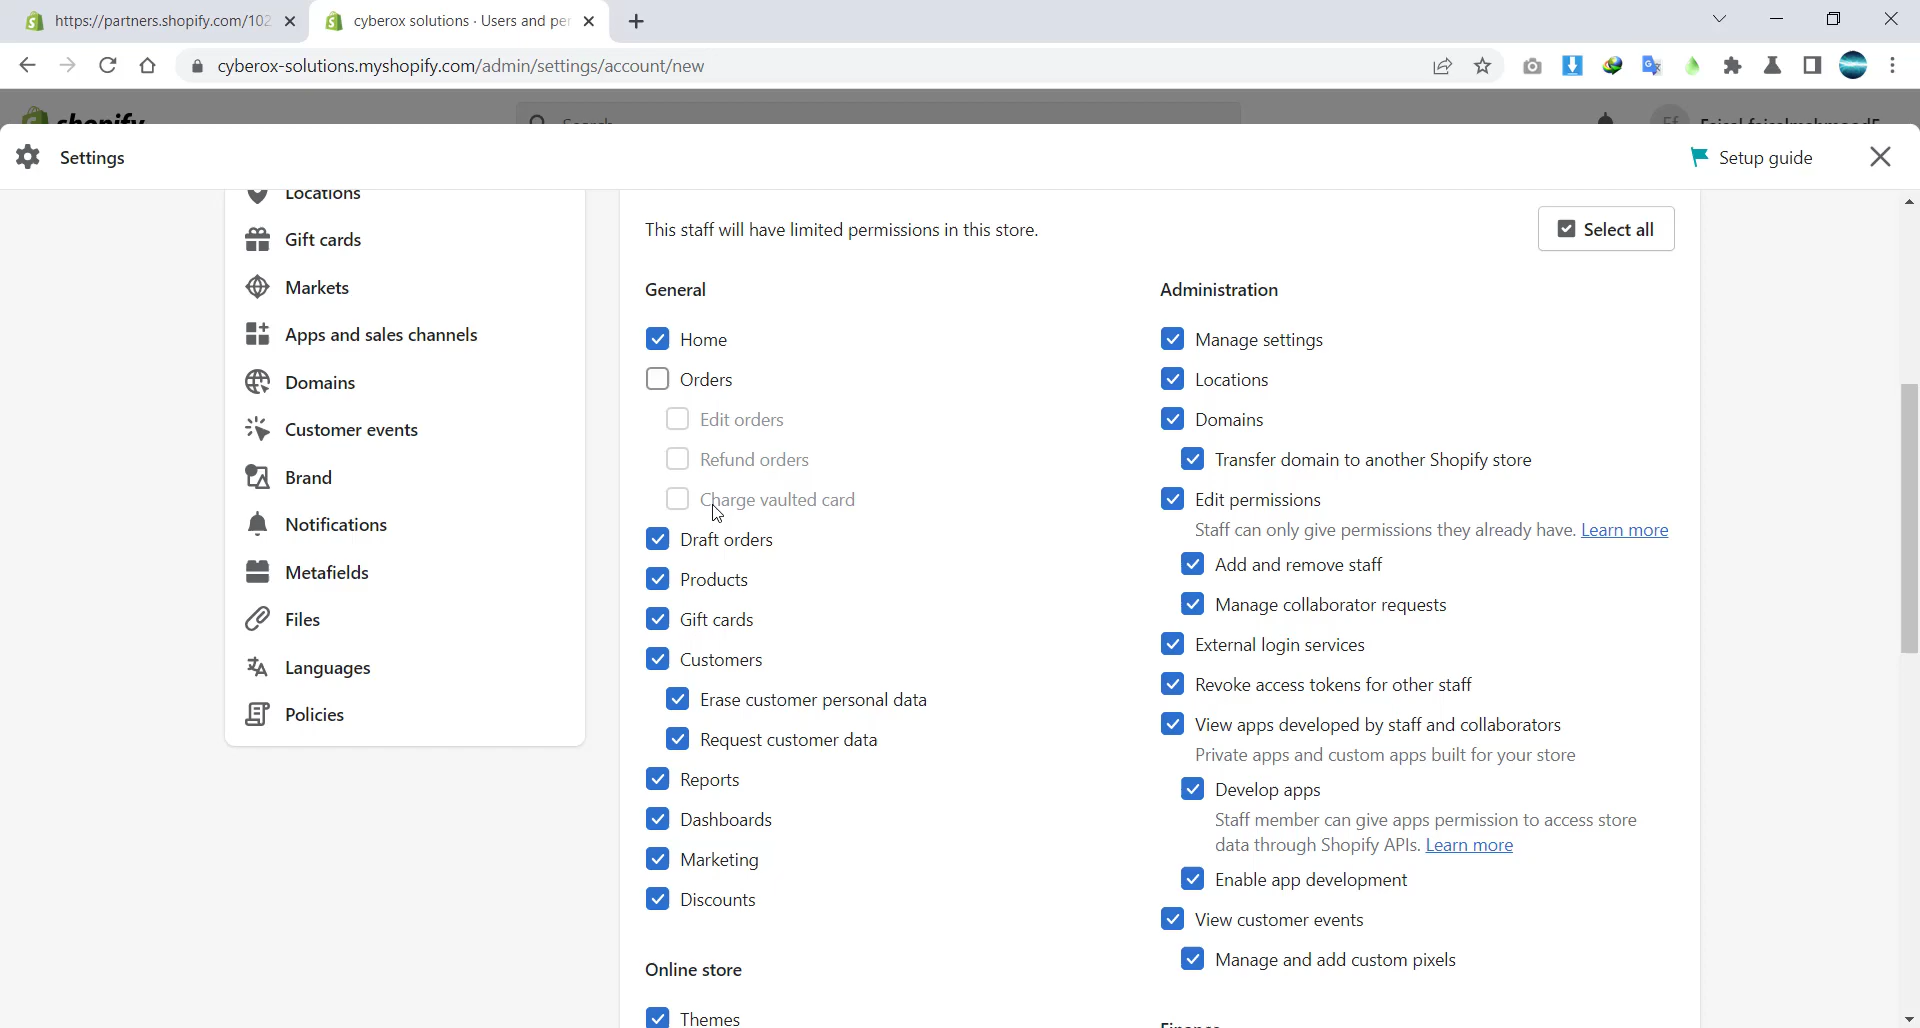 https://partners.shopify.com/102
cyberox solutions · Users and per
cyberox-solutions.myshopify.com/admin/settings/account/new
shopify
Search
Settings
Setup guide
Locations
Gift cards
Markets
Apps and sales channels
Domains
Customer events
Brand
Notifications
Metafields
Files
Languages
Policies
This staff will have limited permissions in this store.
Select all
General
Home
Orders
Edit orders
Refund orders
Charge vaulted card
Draft orders
Products
Gift cards
Customers
Erase customer personal data
Request customer data
Reports
Dashboards
Marketing
Discounts
Online store
Themes
Administration
Manage settings
Locations
Domains
Transfer domain to another Shopify store
Edit permissions
Staff can only give permissions they already have. Learn more
Add and remove staff
Manage collaborator requests
External login services
Revoke access tokens for other staff
View apps developed by staff and collaborators
Private apps and custom apps built for your store
Develop apps
Staff member can give apps permission to access store
data through Shopify APIs. Learn more
Enable app development
View customer events
Manage and add custom pixels